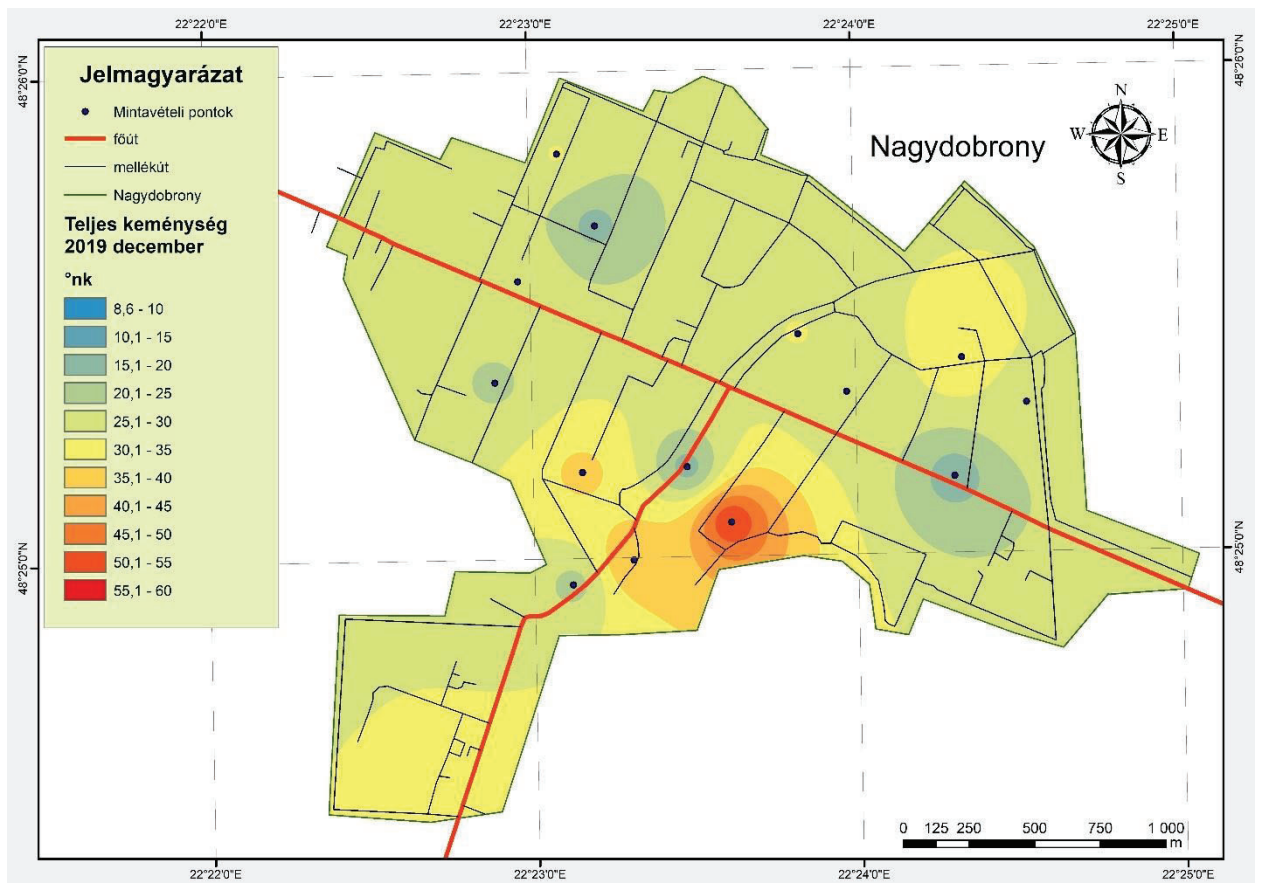 22°22'0"E
22°23'0"E
22°24'0"E
22°25'0"E
48°26'0"N
48°26'0"N
Jelmagyarázat
Mintavételi pontok
főút
mellékút
Nagydobrony
Teljes keménység
2019 december
°nk
8,6 - 10
10,1 - 15
15,1 - 20
20,1 - 25
25,1 - 30
30,1 - 35
35,1 - 40
40,1 - 45
45,1 - 50
50,1 - 55
55,1 - 60
Nagydobrony
N
W
E
S
48°25'0"N
48°25'0"N
0 125 250 500 750 1 000
m
22°22'0"E
22°23'0"E
22°24'0"E
22°25'0"E